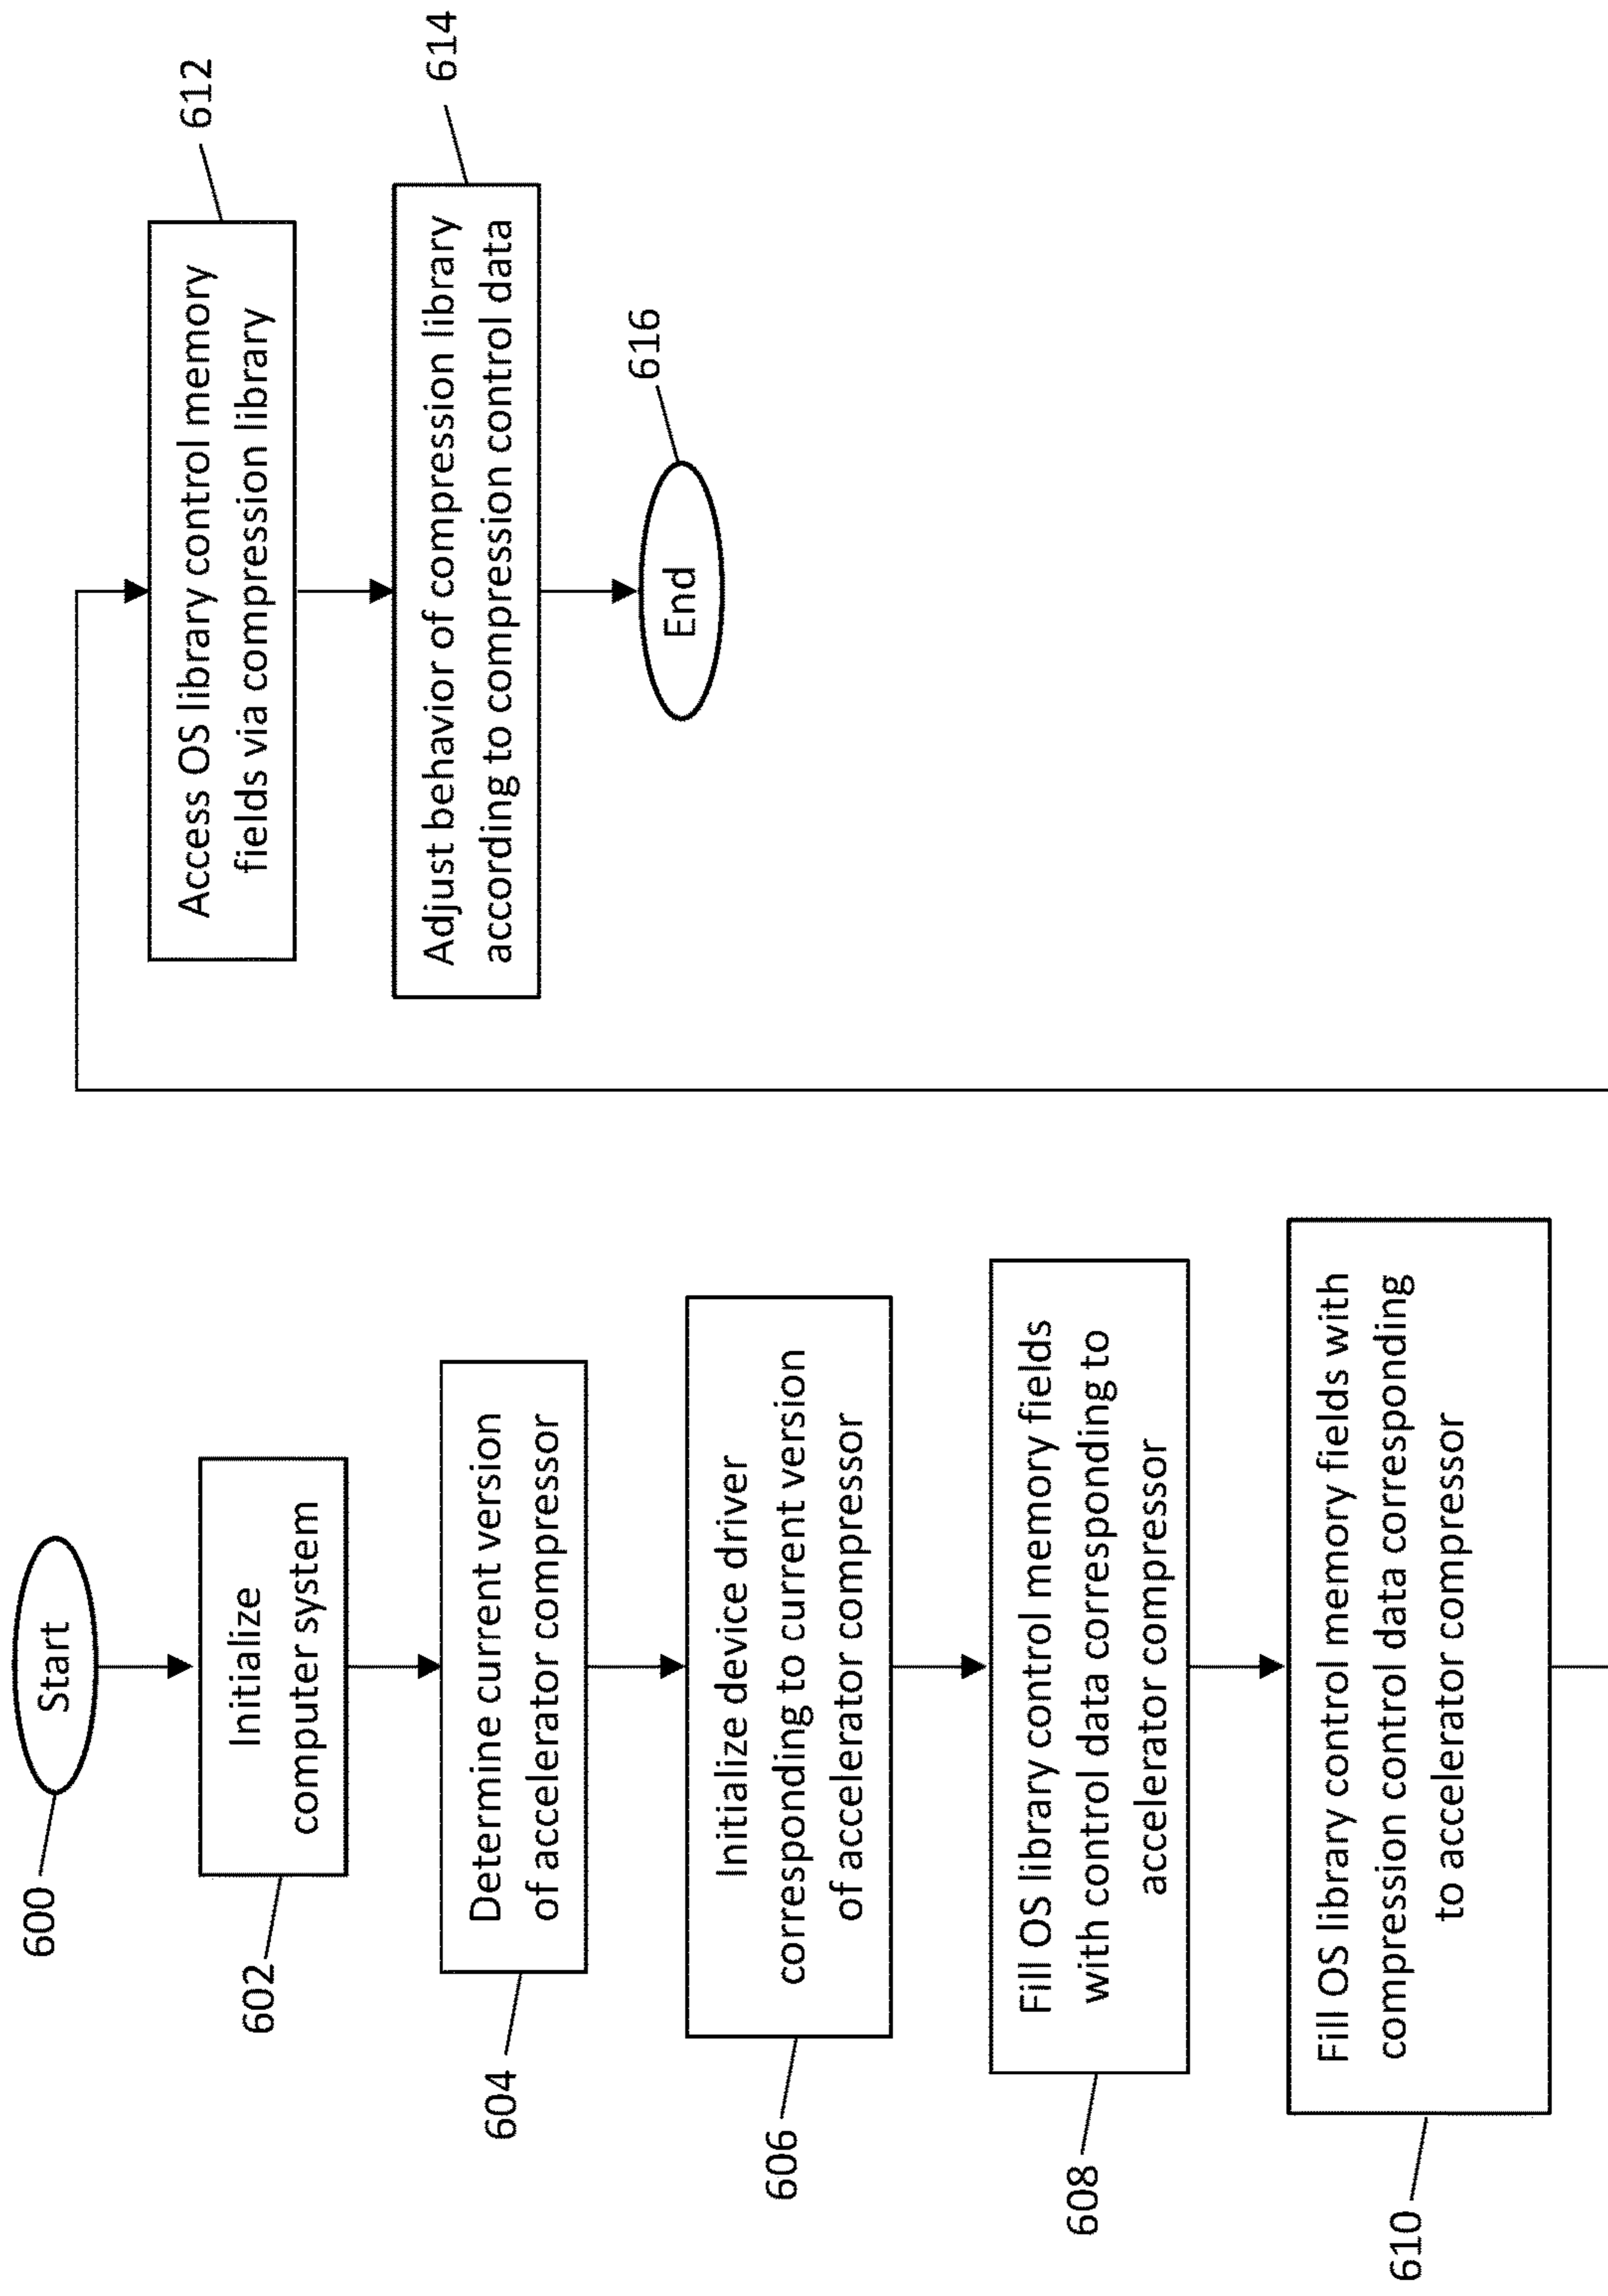 600
Start
602
Initialize
computer system
604
Determine current version
of accelerator compressor
606
Initialize device driver
corresponding to current version
of accelerator compressor
608
Fill OS library control memory fields
with control data corresponding to
accelerator compressor
610
Fill OS library control memory fields with
compression control data corresponding
to accelerator compressor
612
Access OS library control memory
fields via compression library
614
Adjust behavior of compression library
according to compression control data
616
End